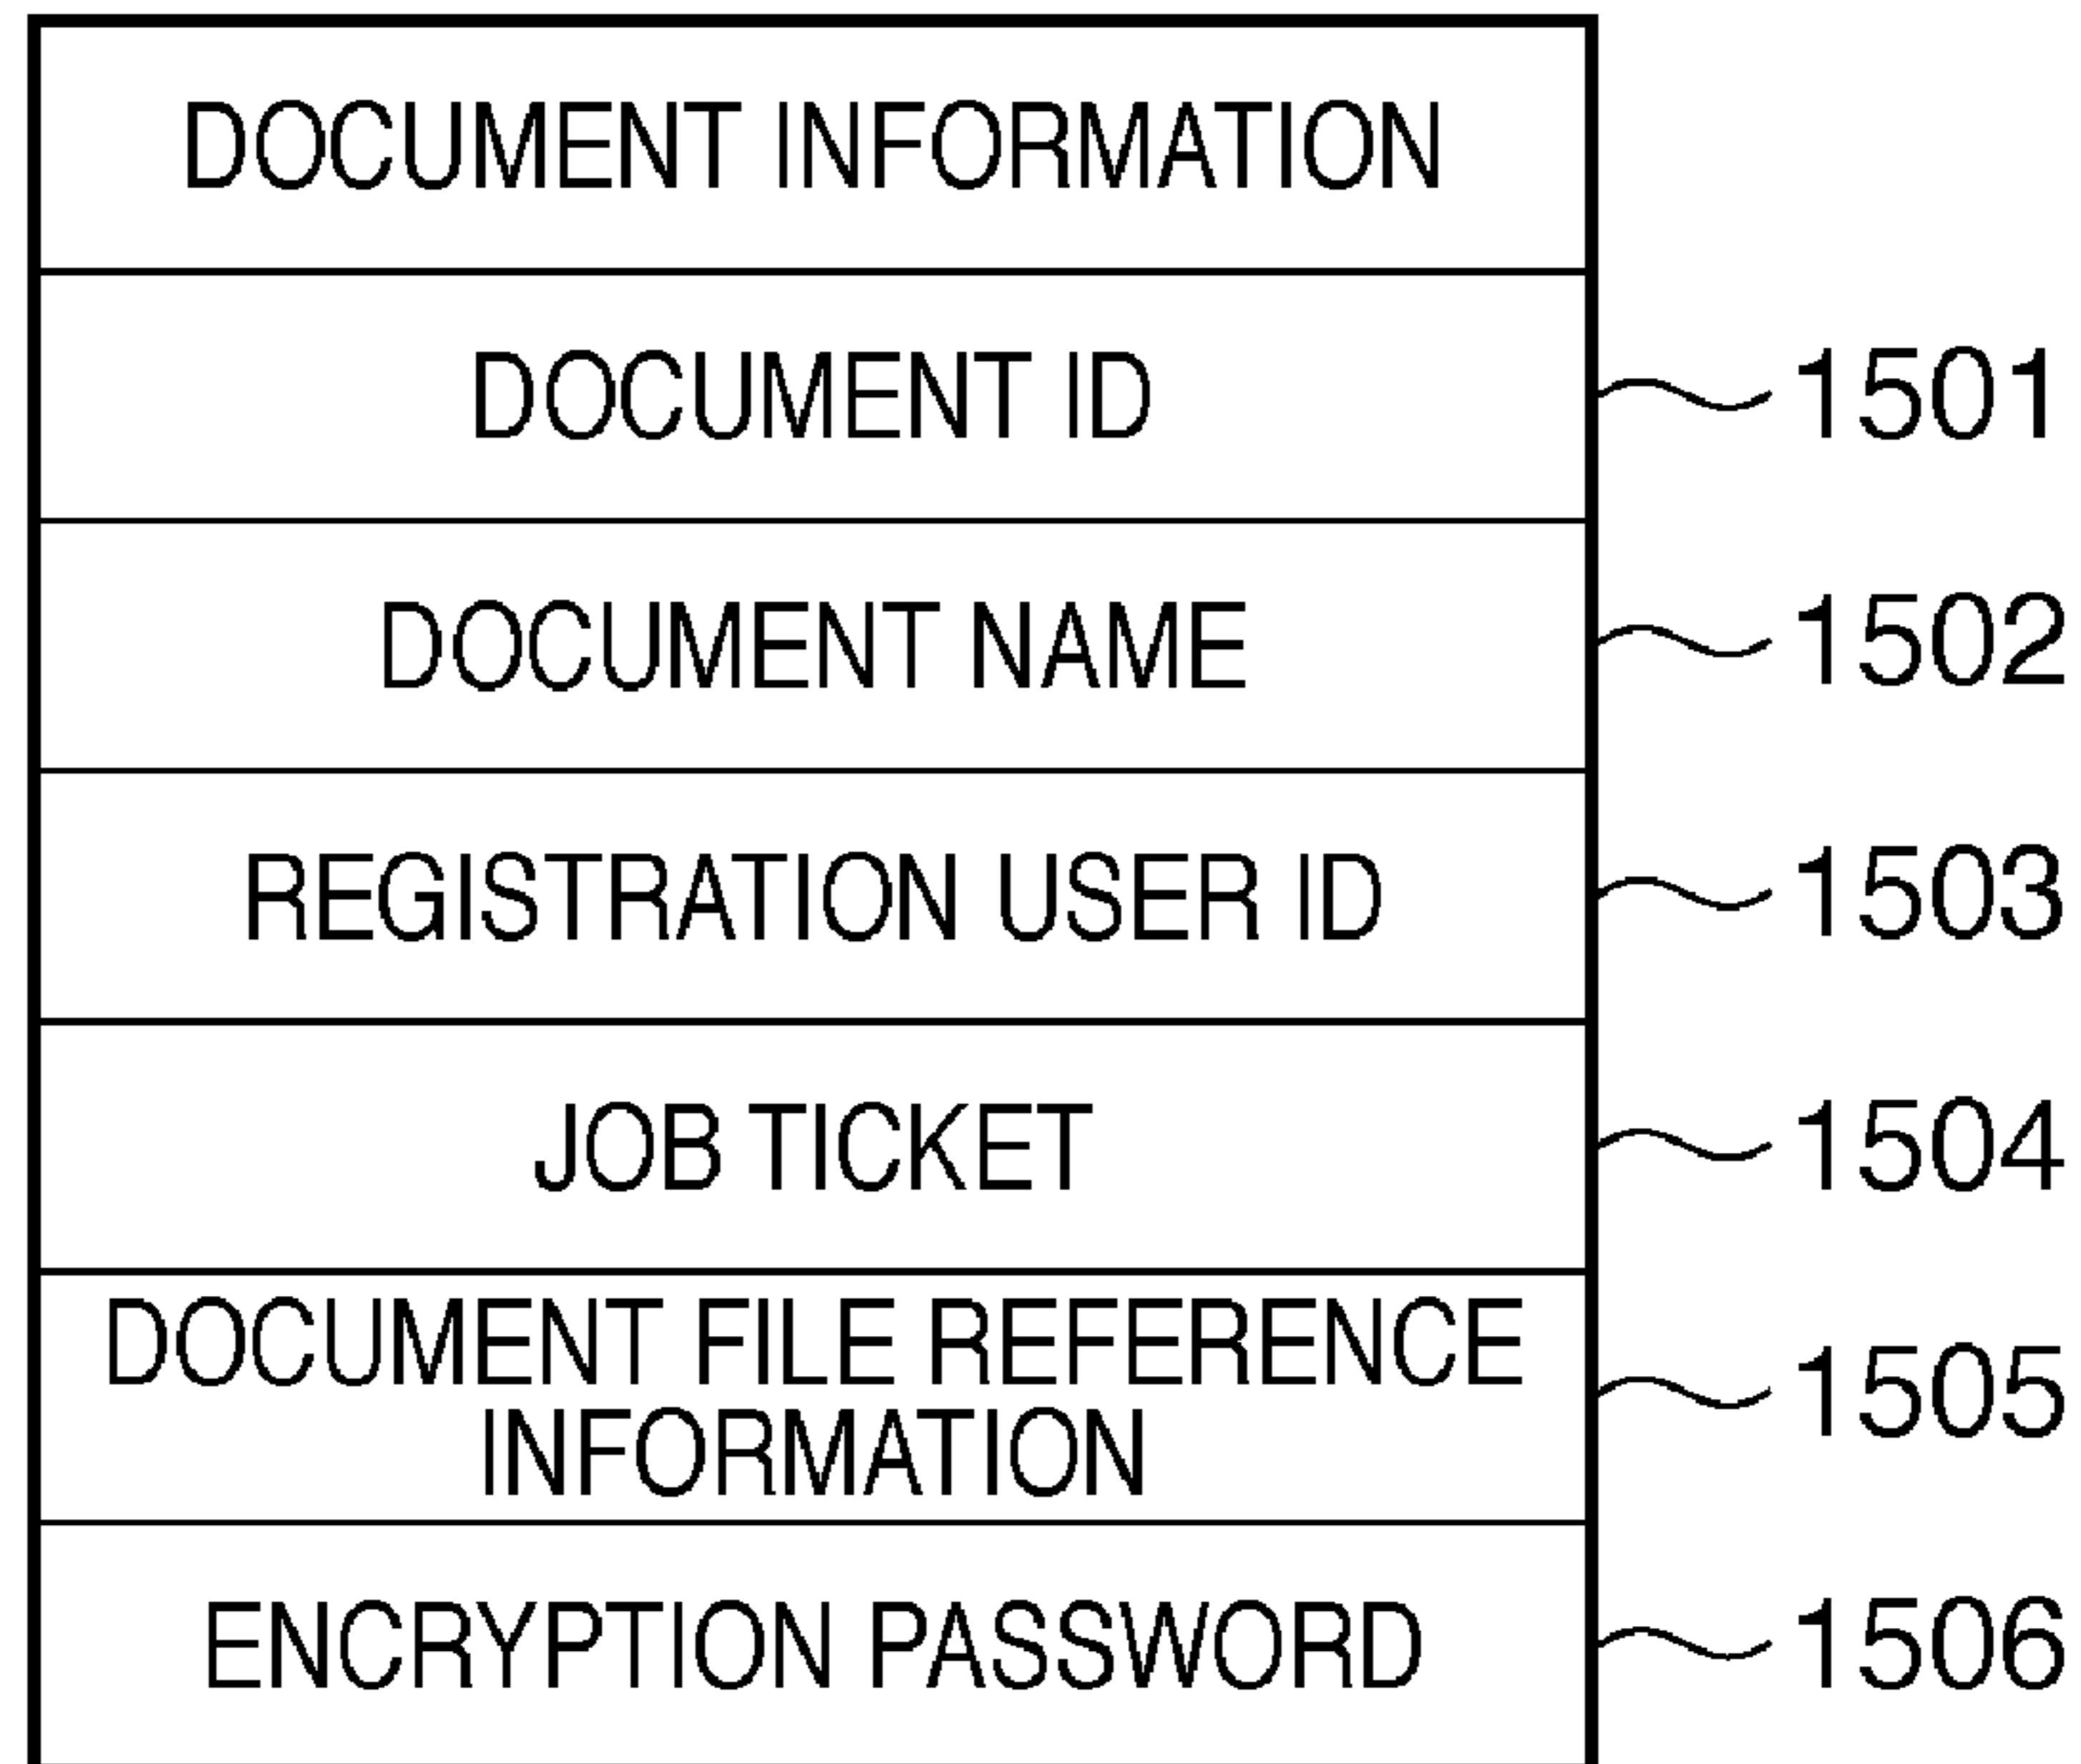 DOCUMENT INFORMATION
DOCUMENT ID 1501
DOCUMENT NAME 1502
REGISTRATION USER ID 1503
JOB TICKET 1504
DOCUMENT FILE REFERENCE
INFORMATION 1505
ENCRYPTION PASSWORD 1506